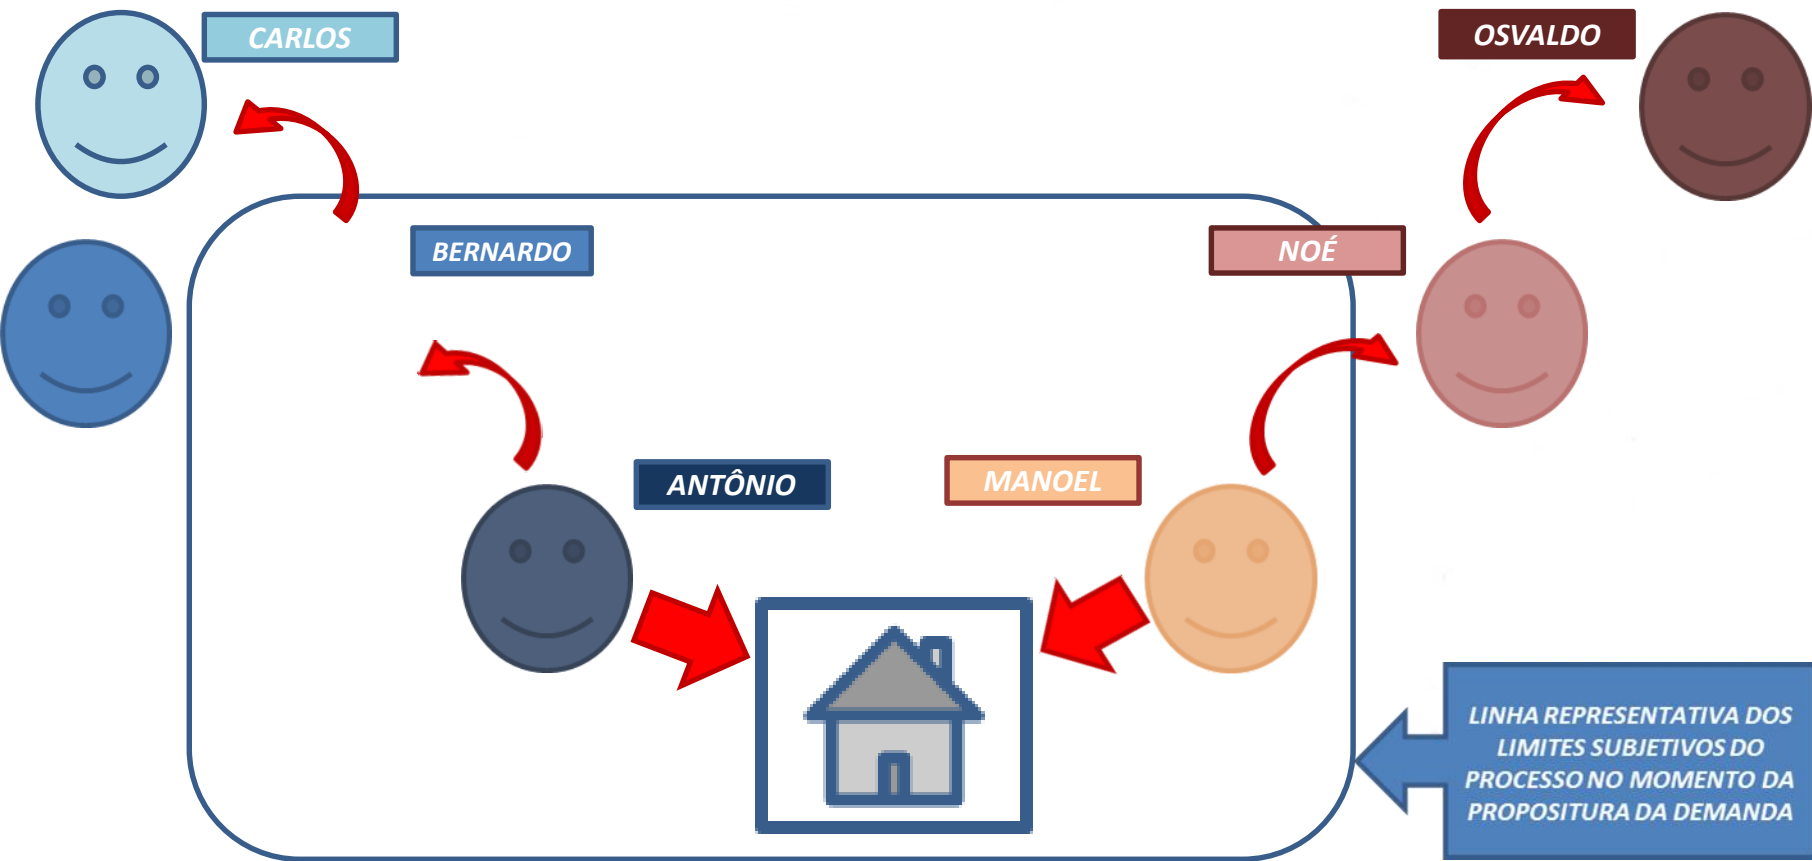 CARLOS
OSVALDO
BERNARDO
NOÉ
ANTÔNIO
MANOEL
LINHA REPRESENTATIVA DOS
LIMITES SUBJETIVOS DO
PROCESSO NO MOMENTO DA
PROPOSITURA DA DEMANDA